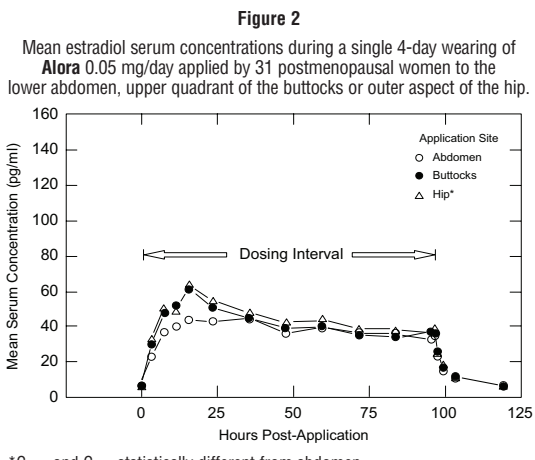 Figure 2
Mean estradiol serum concentrations during a single 4-day wearing of
Alora 0.05 mg/day applied by 31 postmenopausal women to the
lower abdomen, upper quadrant of the buttocks or outer aspect of the hip.
160
140
120
100
80
60
40
20
0
Mean Serum Concentration (pg/ml)
Application Site
Abdomen
Buttocks
Hip*
Dosing Interval
0
25
50
75
100
125
Hours Post-Application
and statistically different from abdomen